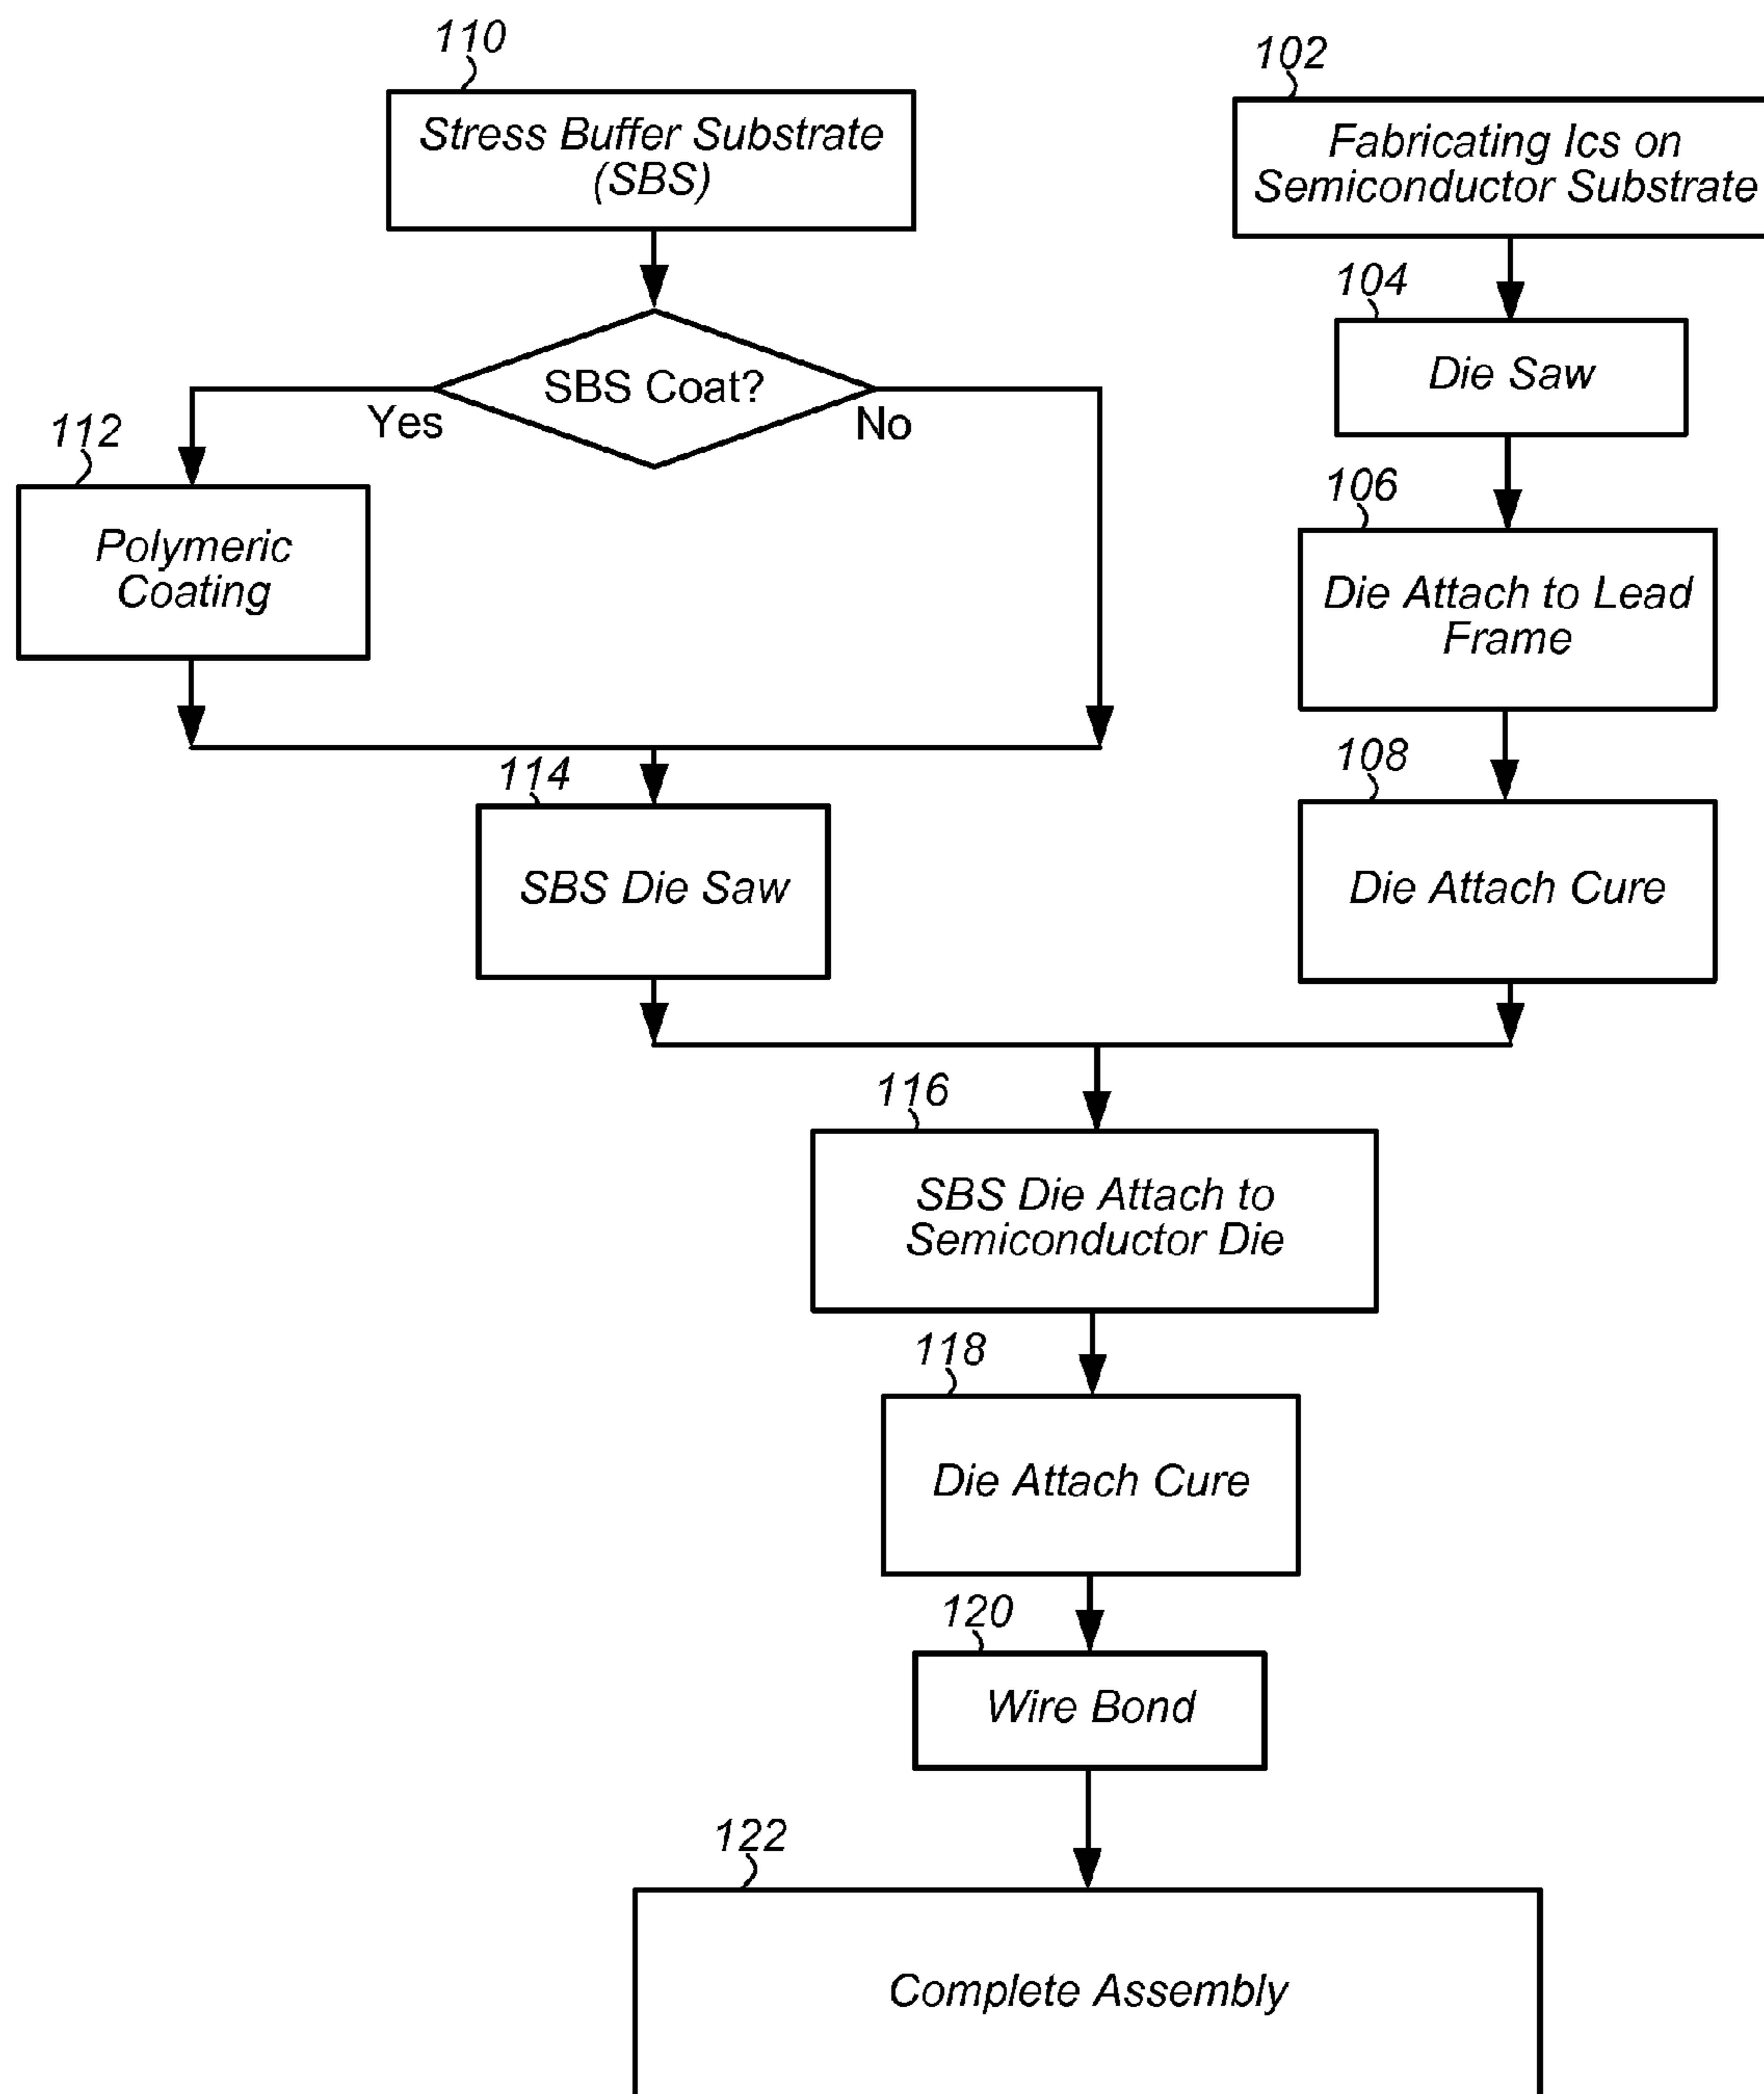 110
Stress Buffer Substrate
(SBS)
102
Fabricating Ics on
Semiconductor Substrate
SBS Coat?
Yes
No
104
Die Saw
112
Polymeric
Coating
106
Die Attach to Lead
Frame
114
SBS Die Saw
108
Die Attach Cure
116
SBS Die Attach to
Semiconductor Die
118
Die Attach Cure
120
Wire Bond
122
Complete Assembly